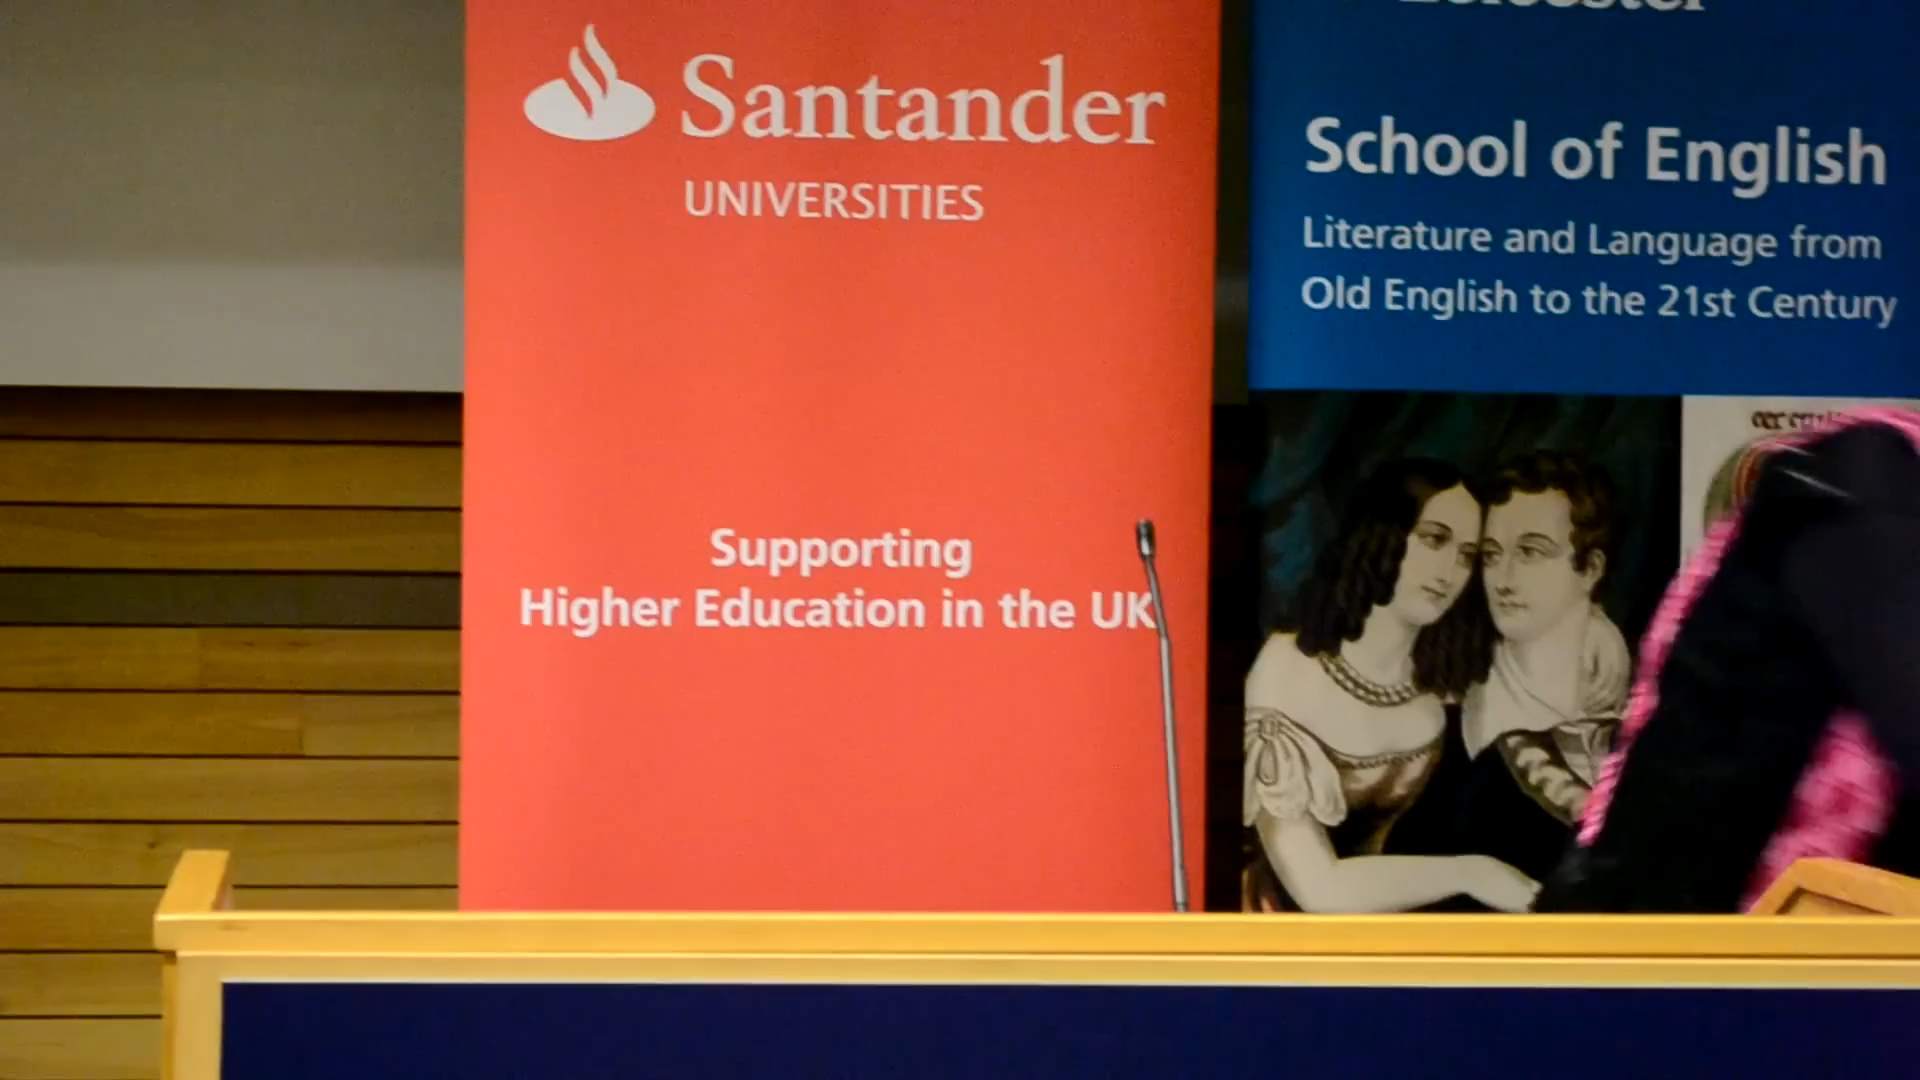 Santander
UNIVERSITIES
Supporting
Higher Education in the UK
Leicester
School of English
Literature and Language from
Old English to the 21st Century